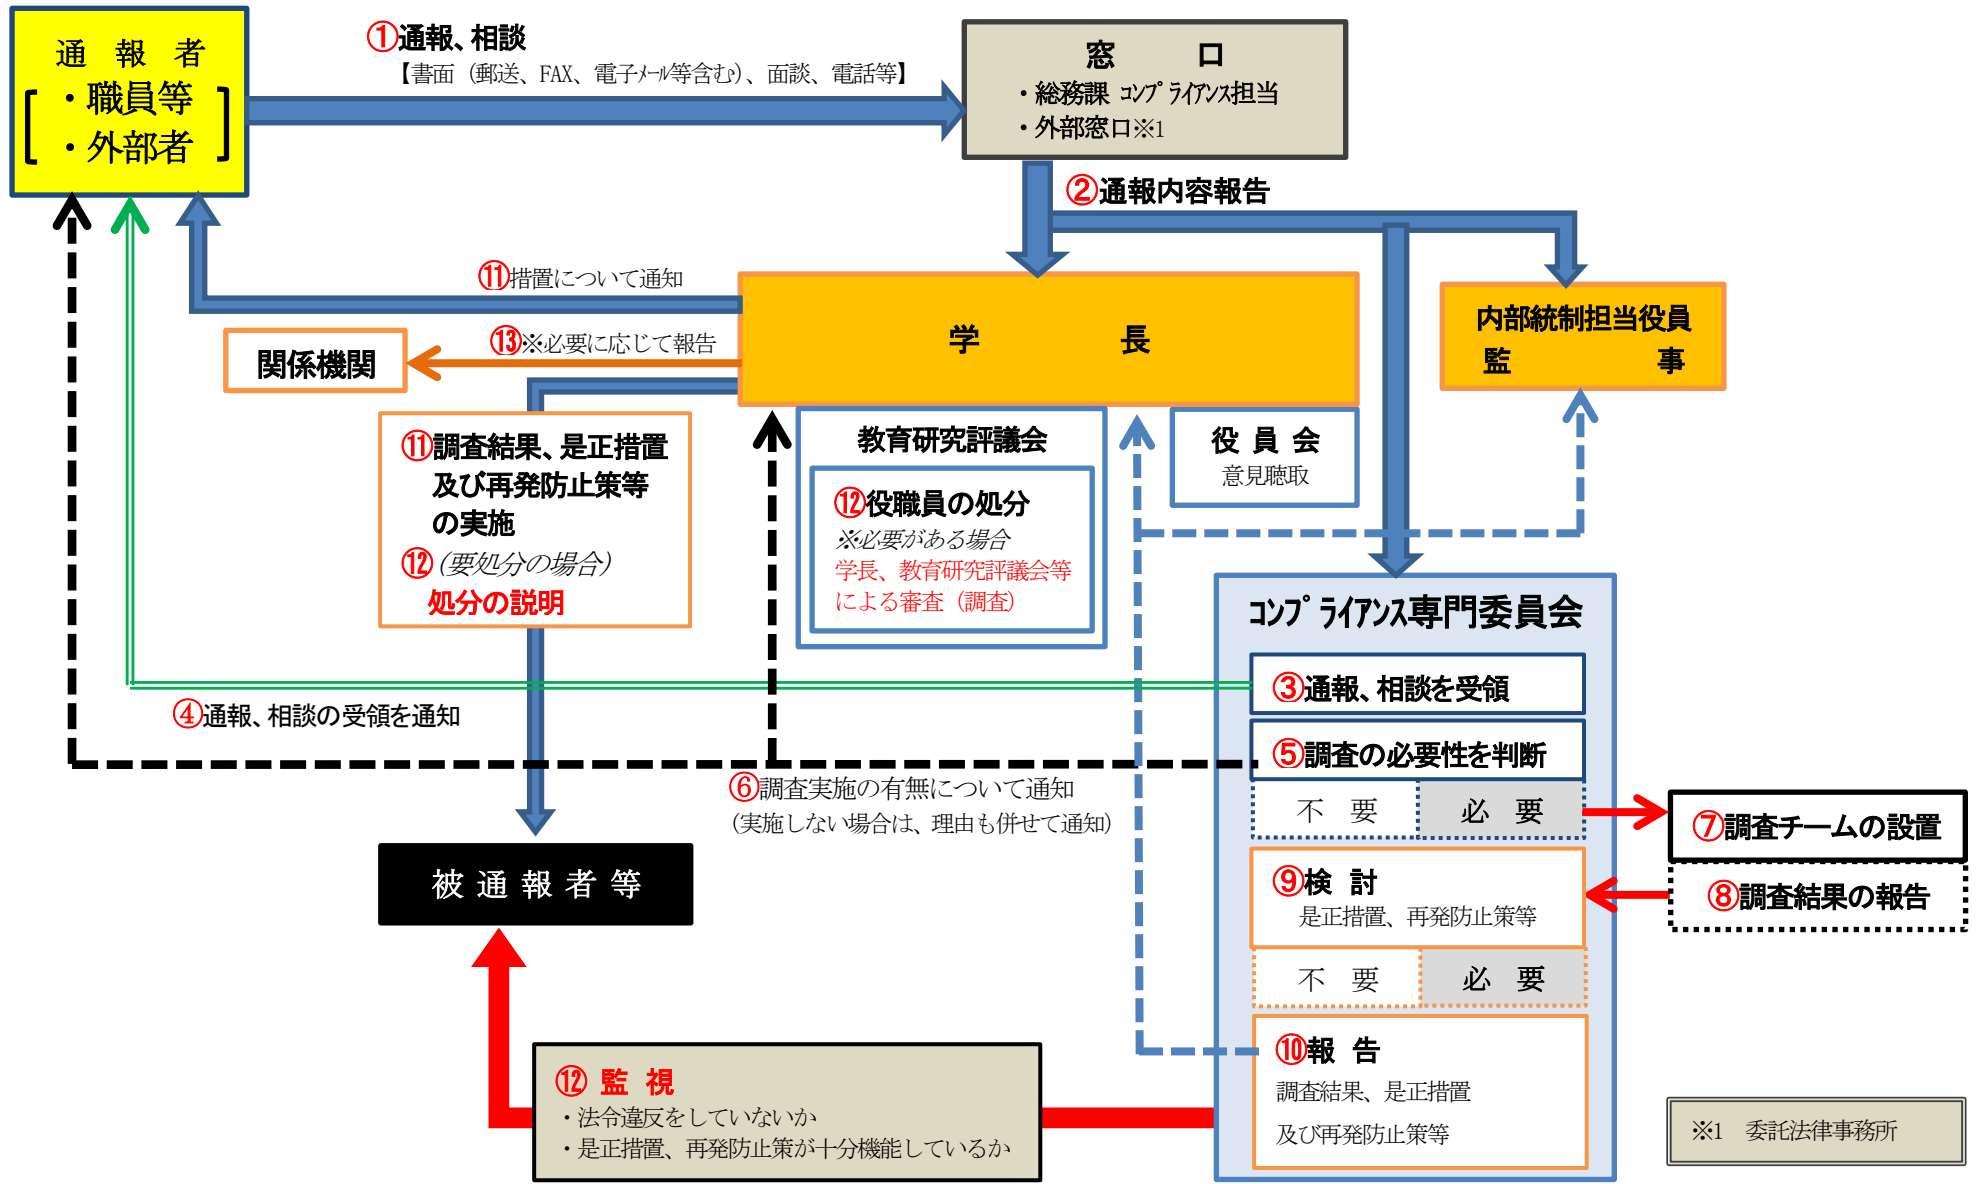 通 報 者
・職員等
・外部者
①通報、相談
【書面（郵送、FAX、電子ﾒｰﾙ等含む）、面談、電話等】
窓 口
・総務課 ｺﾝﾌﾟﾗｲｱﾝｽ担当
・外部窓口※1
②通報内容報告
⑪措置について通知
⑬※必要に応じて報告
関係機関
学 長
内部統制担当役員
監 事
⑪調査結果、是正措置
及び再発防止策等
の実施
⑫（要処分の場合）
処分の説明
教育研究評議会
⑫役職員の処分
※必要がある場合
学長、教育研究評議会等
による審査（調査）
役 員 会
意見聴取
ｺﾝﾌﾟﾗｲｱﾝｽ専門委員会
③通報、相談を受領
④通報、相談の受領を通知
⑤調査の必要性を判断
不 要 必 要
⑥調査実施の有無について通知
（実施しない場合は、理由も併せて通知）
⑦調査チームの設置
⑧調査結果の報告
⑨検 討
是正措置、再発防止策等
不 要 必 要
被 通 報 者 等
⑩報 告
調査結果、是正措置
及び再発防止策等
⑫ 監 視
・法令違反をしていないか
・是正措置、再発防止策が十分機能しているか
※1 委託法律事務所